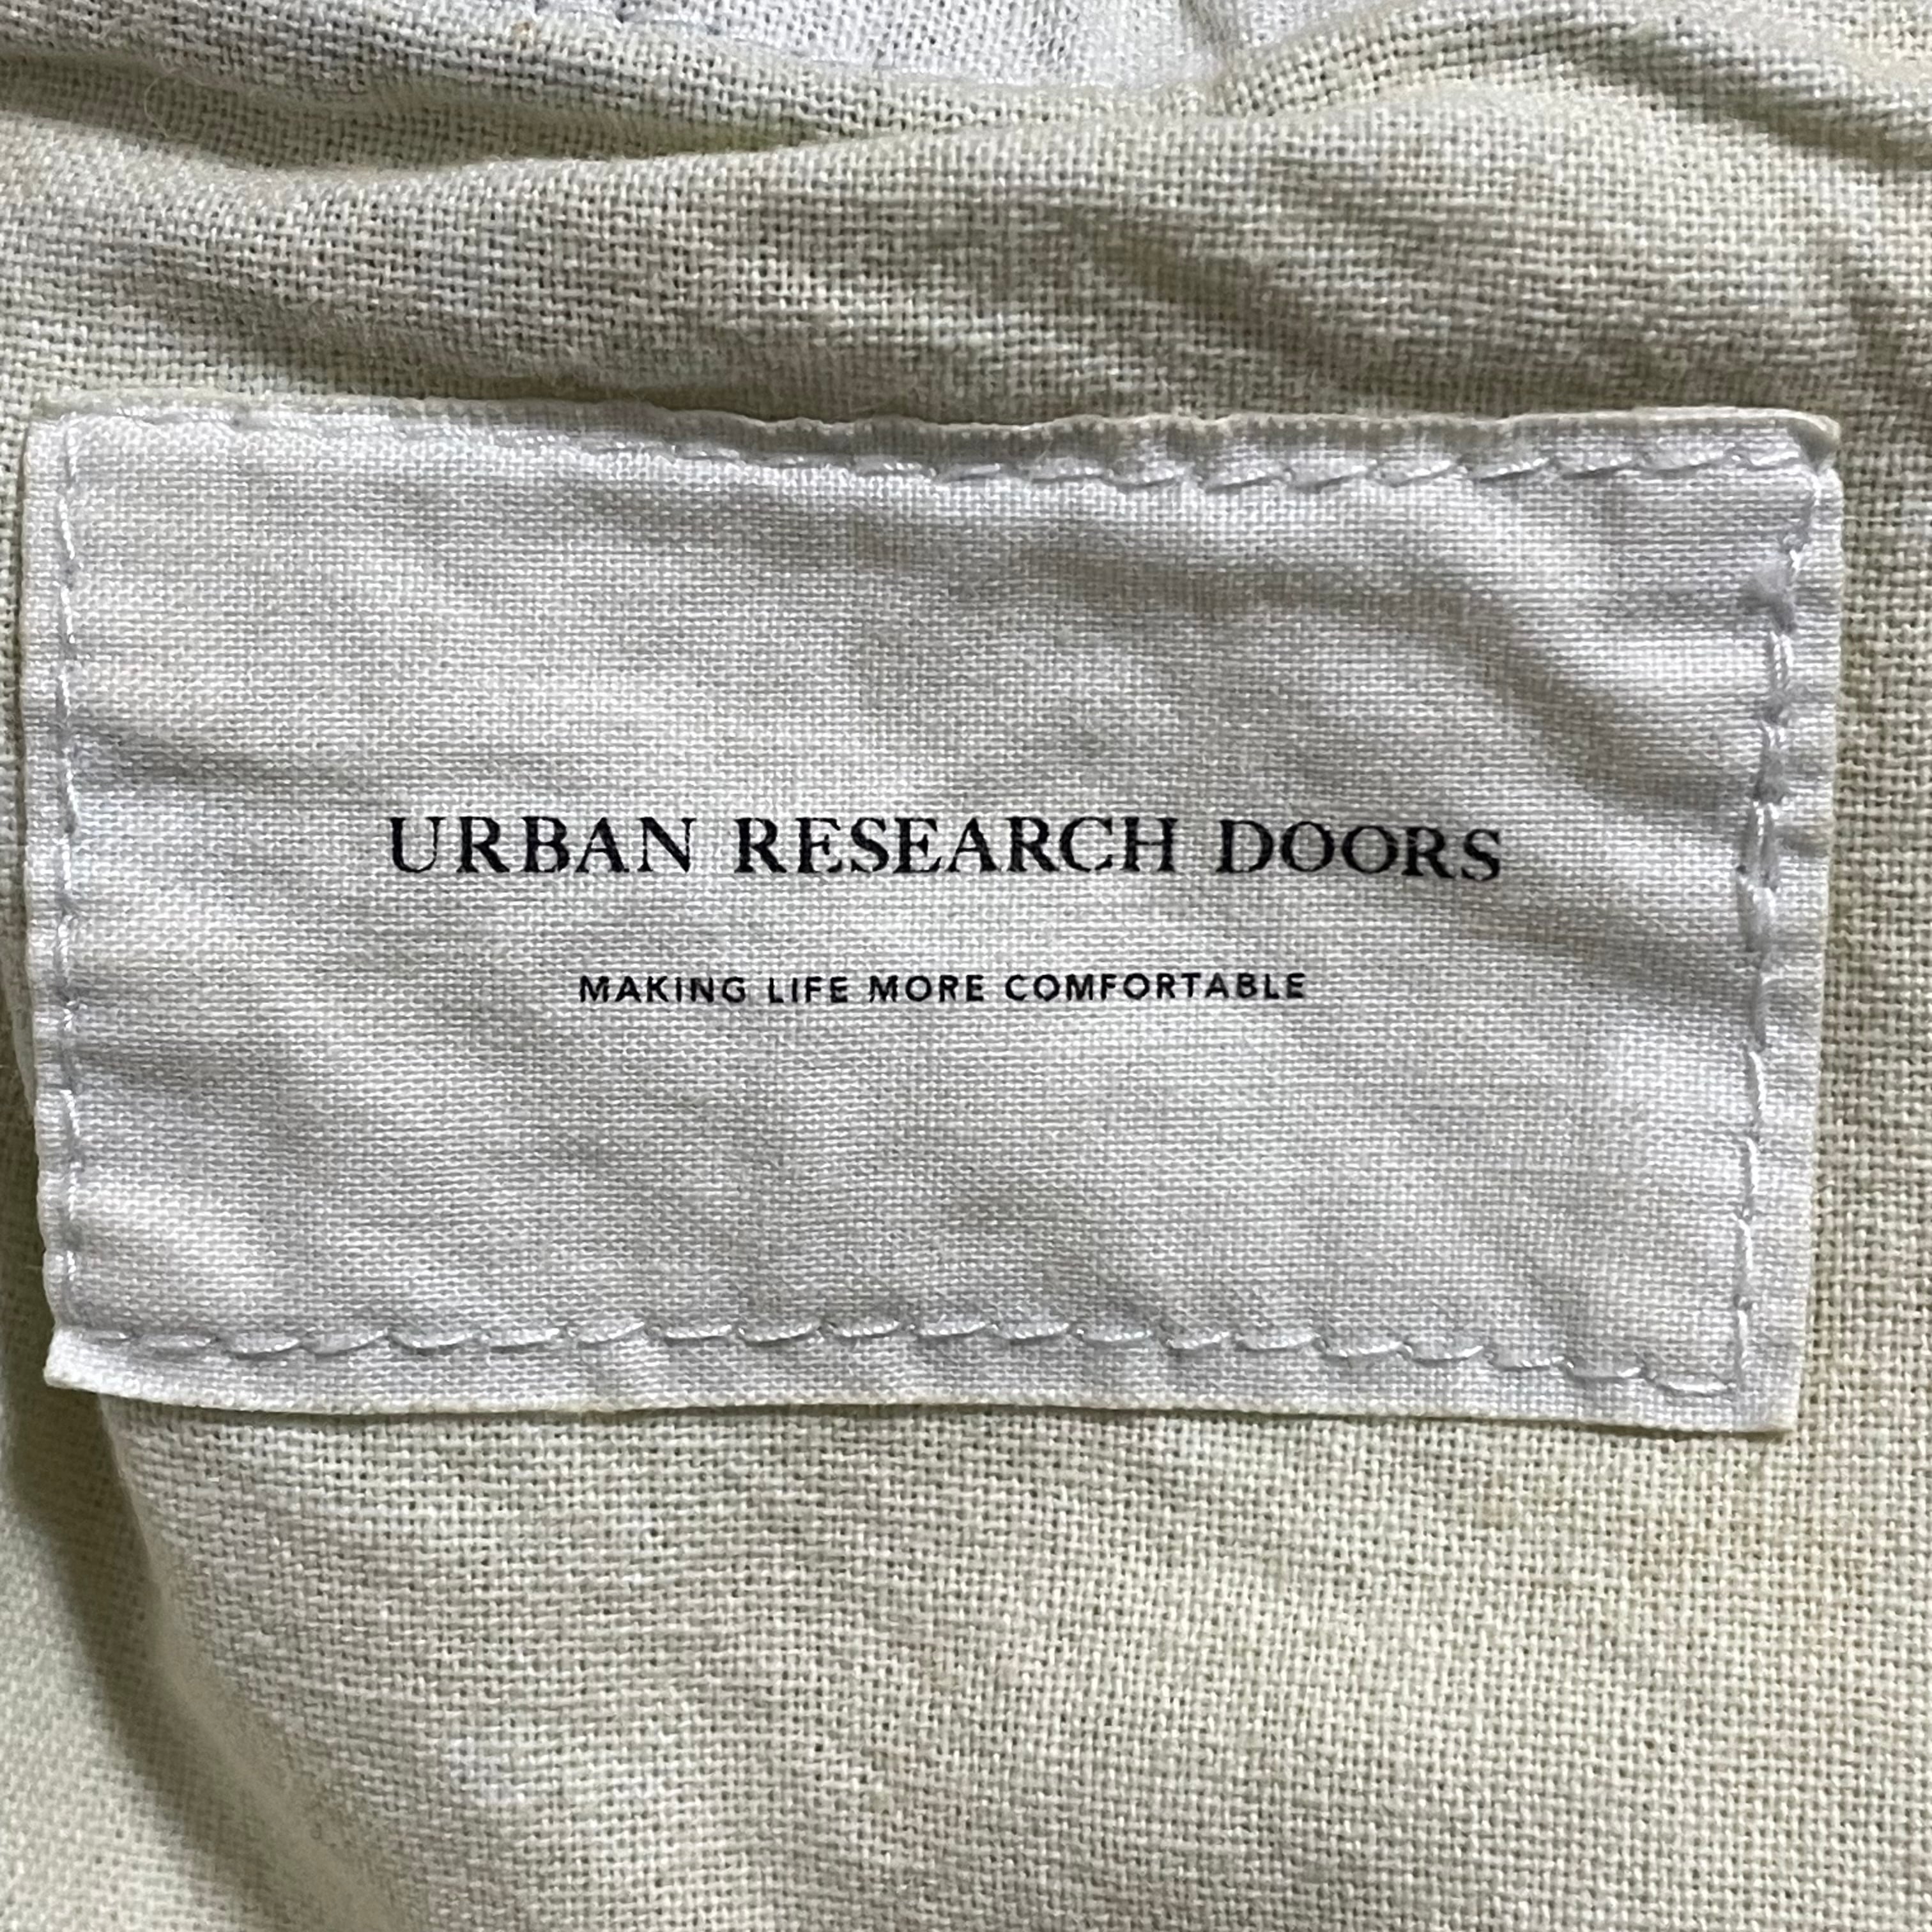 URBAN RESEARCH DOORS
MAKING LIFE MORE COMFORTABLE